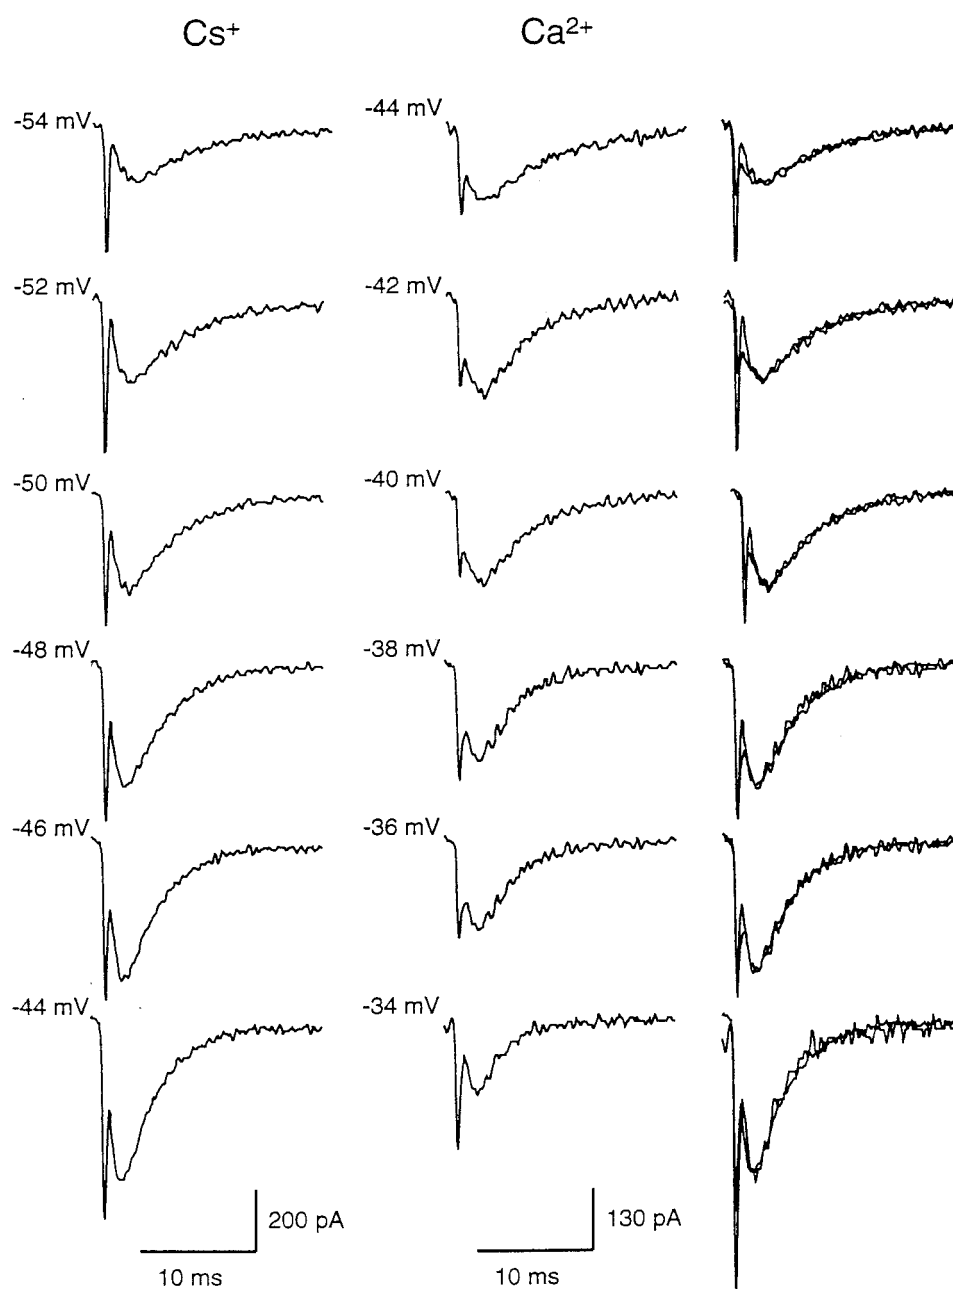 Cs⁺ Ca²⁺
-54 mV -44 mV
-52 mV -42 mV
-50 mV -40 mV
-48 mV -38 mV
-46 mV -36 mV
-44 mV -34 mV
200 pA 130 pA
10 ms 10 ms